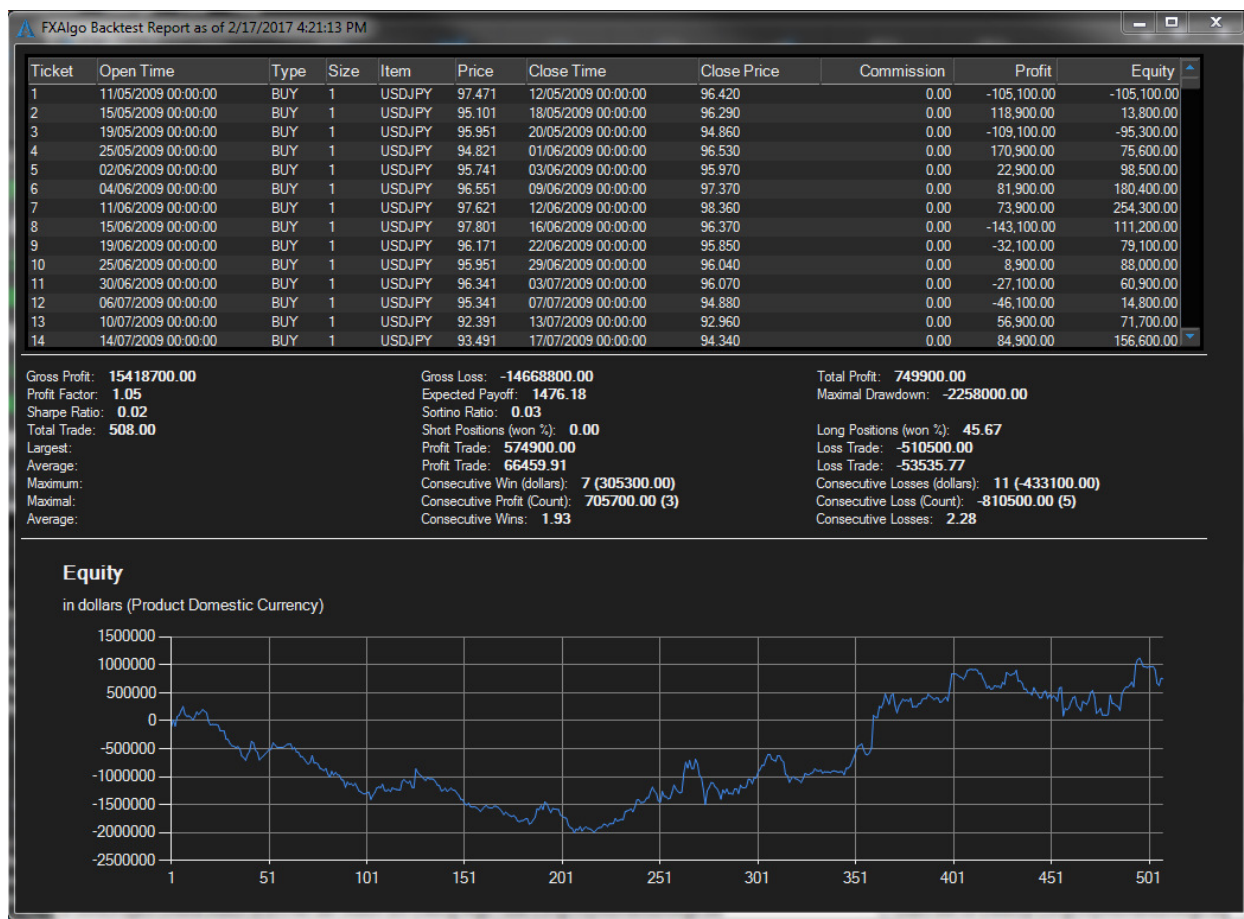 FXAlgo Backtest Report as of 2/17/2017 4:21:13 PM
Ticket Open Time Type Size Item Price Close Time Close Price Commission Profit Equity
1 11/05/2009 00:00:00 BUY 1 USDJPY 97.471 12/05/2009 00:00:00 96.420 0.00 -105,100.00 -105,100.00
2 15/05/2009 00:00:00 BUY 1 USDJPY 95.101 18/05/2009 00:00:00 96.290 0.00 118,900.00 13,800.00
3 19/05/2009 00:00:00 BUY 1 USDJPY 95.951 20/05/2009 00:00:00 94.860 0.00 -109,100.00 -95,300.00
4 25/05/2009 00:00:00 BUY 1 USDJPY 94.821 01/06/2009 00:00:00 96.530 0.00 170,900.00 75,600.00
5 02/06/2009 00:00:00 BUY 1 USDJPY 95.741 03/06/2009 00:00:00 95.970 0.00 22,900.00 98,500.00
6 04/06/2009 00:00:00 BUY 1 USDJPY 96.551 09/06/2009 00:00:00 97.370 0.00 81,900.00 180,400.00
7 11/06/2009 00:00:00 BUY 1 USDJPY 97.621 12/06/2009 00:00:00 98.360 0.00 73,900.00 254,300.00
8 15/06/2009 00:00:00 BUY 1 USDJPY 97.801 16/06/2009 00:00:00 96.370 0.00 -143,100.00 111,200.00
9 19/06/2009 00:00:00 BUY 1 USDJPY 96.171 22/06/2009 00:00:00 95.850 0.00 -32,100.00 79,100.00
10 25/06/2009 00:00:00 BUY 1 USDJPY 95.951 29/06/2009 00:00:00 96.040 0.00 8,900.00 88,000.00
11 30/06/2009 00:00:00 BUY 1 USDJPY 96.341 03/07/2009 00:00:00 96.070 0.00 -27,100.00 60,900.00
12 06/07/2009 00:00:00 BUY 1 USDJPY 95.341 07/07/2009 00:00:00 94.880 0.00 -46,100.00 14,800.00
13 10/07/2009 00:00:00 BUY 1 USDJPY 92.391 13/07/2009 00:00:00 92.960 0.00 56,900.00 71,700.00
14 14/07/2009 00:00:00 BUY 1 USDJPY 93.491 17/07/2009 00:00:00 94.340 0.00 84,900.00 156,600.00
Gross Profit: 15418700.00 Gross Loss: -14668800.00 Total Profit: 749900.00
Profit Factor: 1.05 Expected Payoff: 1476.18 Maximal Drawdown: -2258000.00
Sharpe Ratio: 0.02 Sortino Ratio: 0.03
Total Trade: 508.00 Short Positions (won %): 0.00 Long Positions (won %): 45.67
Largest: Profit Trade: 574900.00 Loss Trade: -510500.00
Average: Profit Trade: 66459.91 Loss Trade: -53535.77
Maximum: Consecutive Win (dollars): 7 (305300.00) Consecutive Losses (dollars): 11 (-433100.00)
Maximal: Consecutive Profit (Count): 705700.00 (3) Consecutive Loss (Count): -810500.00 (5)
Average: Consecutive Wins: 1.93 Consecutive Losses: 2.28
Equity
in dollars (Product Domestic Currency)
1500000
1000000
500000
0
-500000
-1000000
-1500000
-2000000
-2500000
1 51 101 151 201 251 301 351 401 451 501